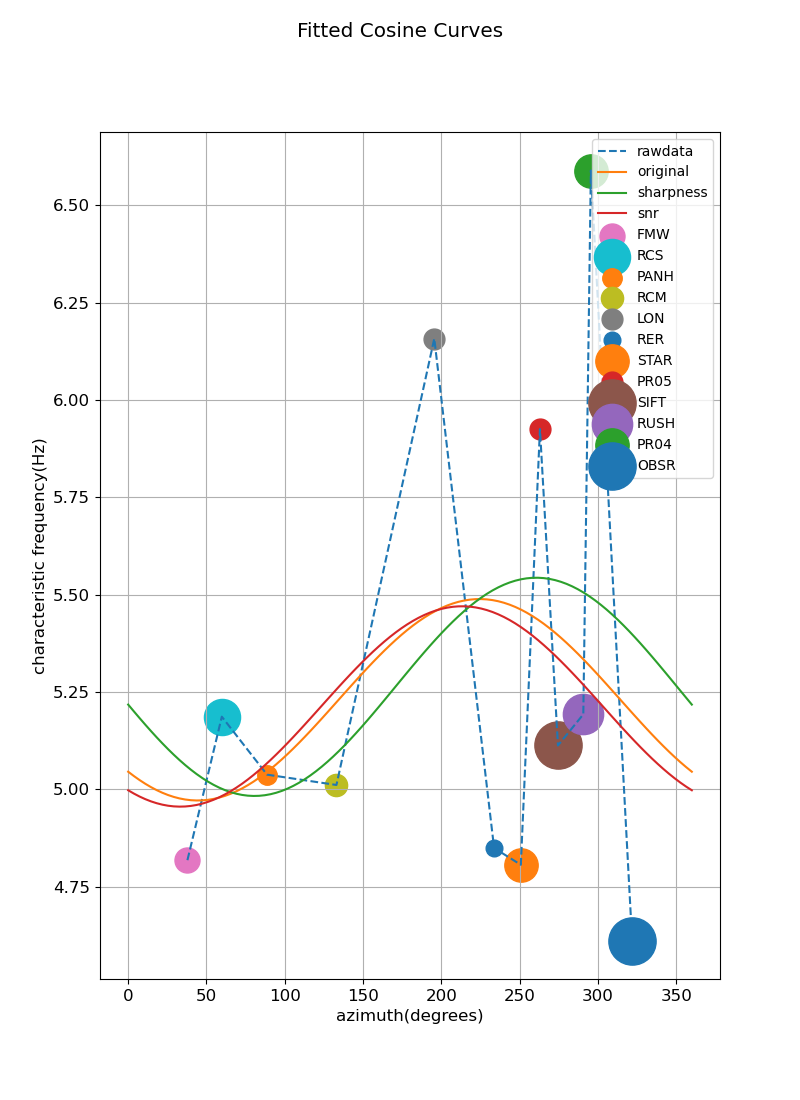 Fitted Cosine Curves
characteristic frequency(Hz)
6.50
6.25
6.00
5.75
5.50
5.25
5.00
4.75
rawdata
original
sharpness
snr
FMW
RCS
PANH
RCM
LON
RER
STAR
PR05
SIFT
RUSH
PR04
OBSR
0 50 100 150 200 250 300 350
azimuth(degrees)